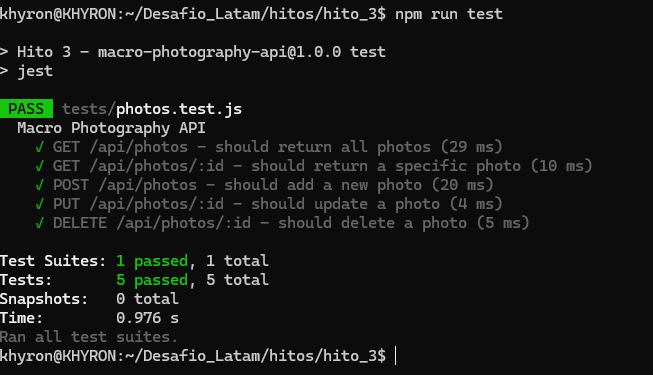 khyron@KHYRON:~/Desafio_Latam/hitos/hito_3$ npm run test
> Hito 3 - macro-photography-api@1.0.0 test
> jest
PASS tests/photos.test.js
Macro Photography API
√ GET /api/photos - should return all photos (29 ms)
√ GET /api/photos/:id - should return a specific photo (10 ms)
√ POST /api/photos - should add a new photo (20 ms)
√ PUT /api/photos/:id - should update a photo (4 ms)
√ DELETE /api/photos/:id - should delete a photo (5 ms)
Test Suites: 1 passed, 1 total
Tests: 5 passed, 5 total
Snapshots: 0 total
Time: 0.976 s
Ran all test suites.
khyron@KHYRON:~/Desafio_Latam/hitos/hito_3$